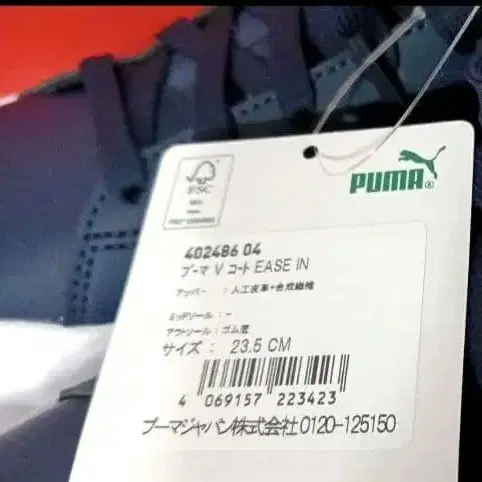 FSC
PUMA®
402486 04
プーマ V コート EASE IN
アッパー : 人工皮革+合成繊維
ミッドソール : -
アウトソール : ゴム底
サイズ : 23.5 CM
4 069157 223423
プーマジャパン株式会社 0120-125150